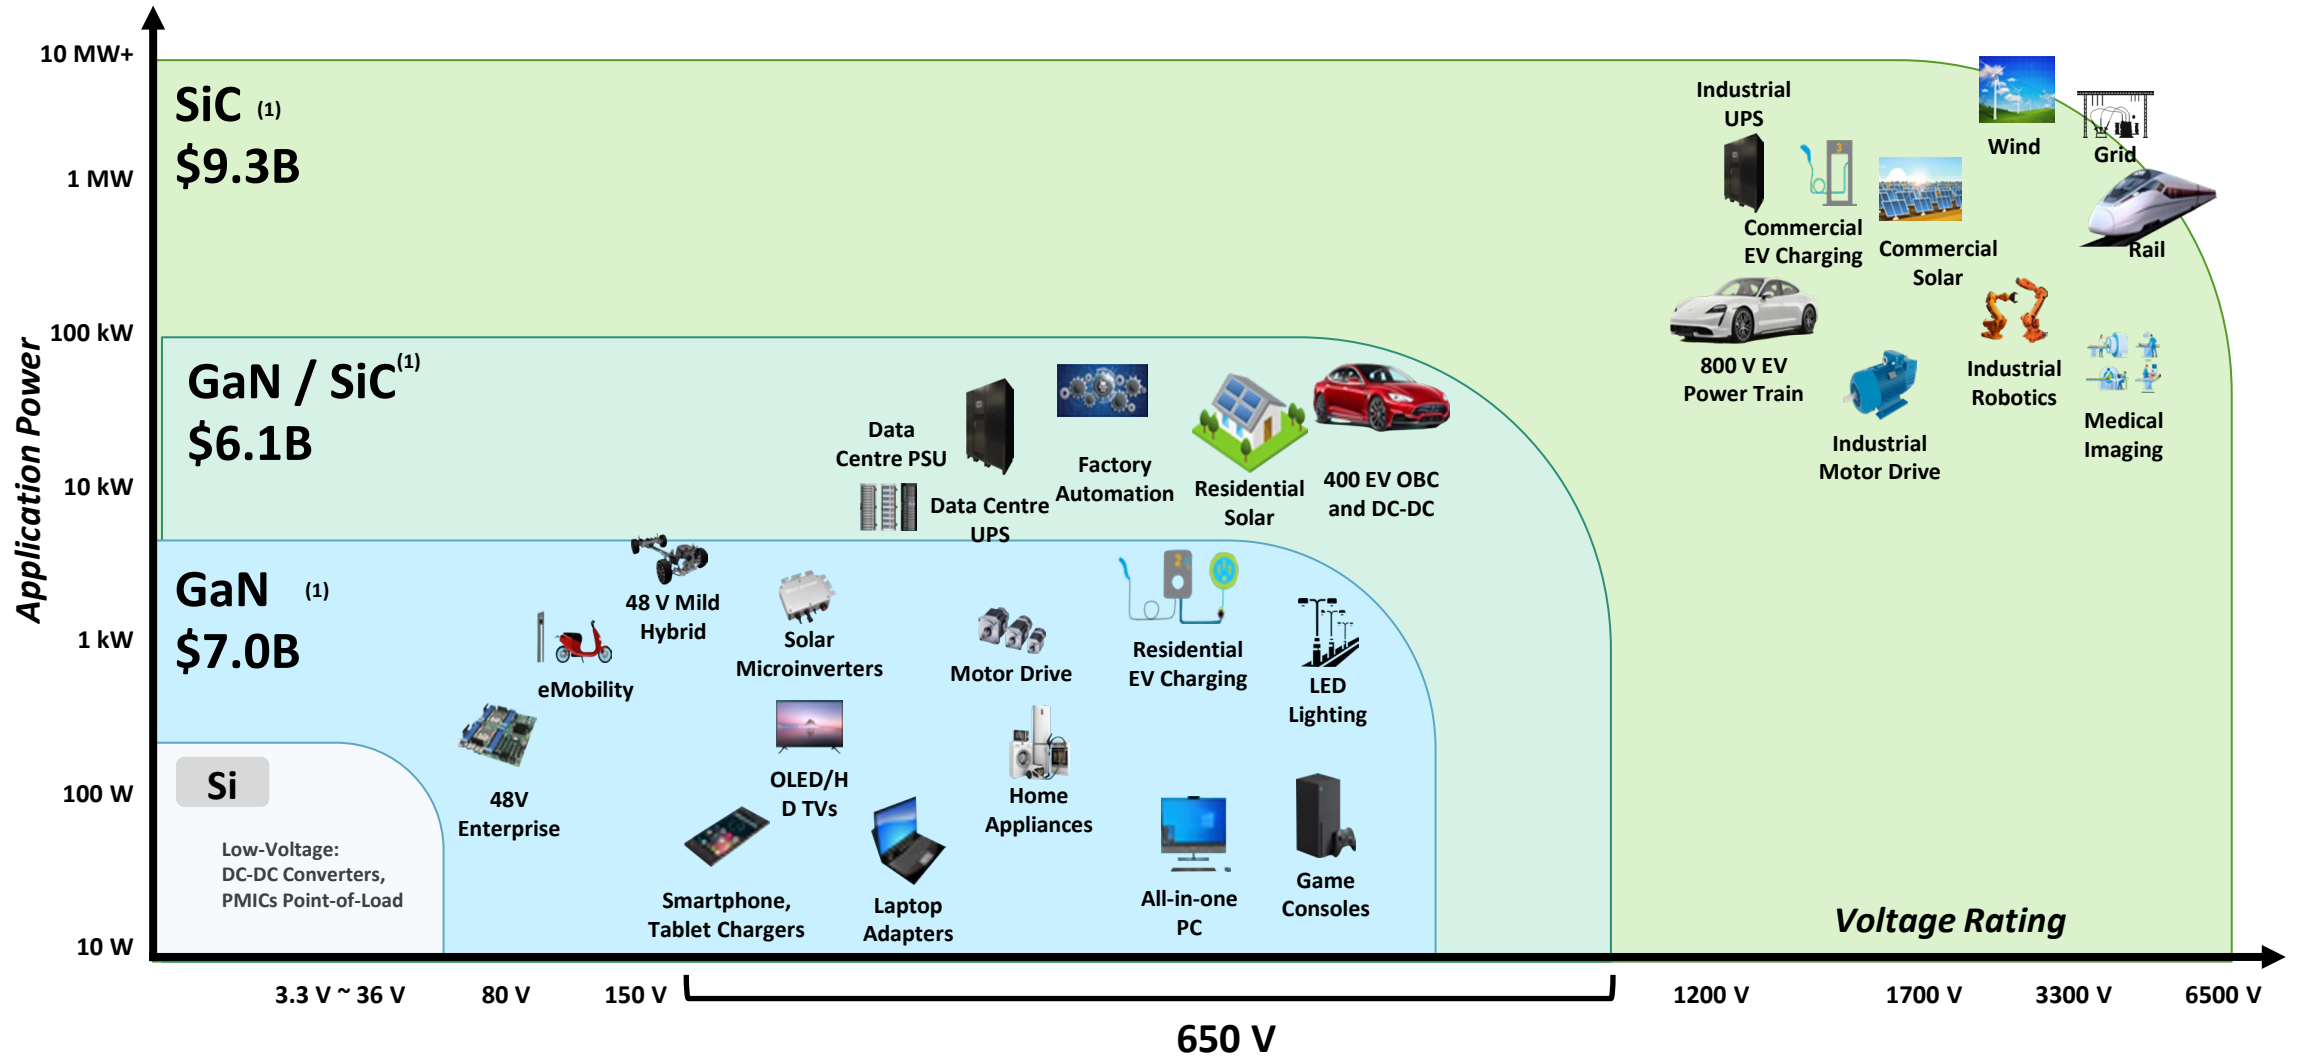 10 MW+
1 MW
100 kW
10 kW
1 kW
100 W
10 W
Application Power
SiC (1)
$9.3B
Industrial
UPS
Commercial
EV Charging
Commercial
Solar
Wind
Grid
Rail
800 V EV
Power Train
Industrial
Motor Drive
Industrial
Robotics
Medical
Imaging
GaN / SiC(1)
$6.1B
Data
Centre PSU
Data Centre
UPS
Factory
Automation
Residential
Solar
400 EV OBC
and DC-DC
GaN (1)
$7.0B
48 V Mild
Hybrid
eMobility
Solar
Microinverters
Motor Drive
Residential
EV Charging
LED
Lighting
48V
Enterprise
OLED/H
D TVs
Home
Appliances
Smartphone,
Tablet Chargers
Laptop
Adapters
All-in-one
PC
Game
Consoles
Si
Low-Voltage:
DC-DC Converters,
PMICs Point-of-Load
Voltage Rating
3.3 V ~ 36 V
80 V
150 V
650 V
1200 V
1700 V
3300 V
6500 V
3
2